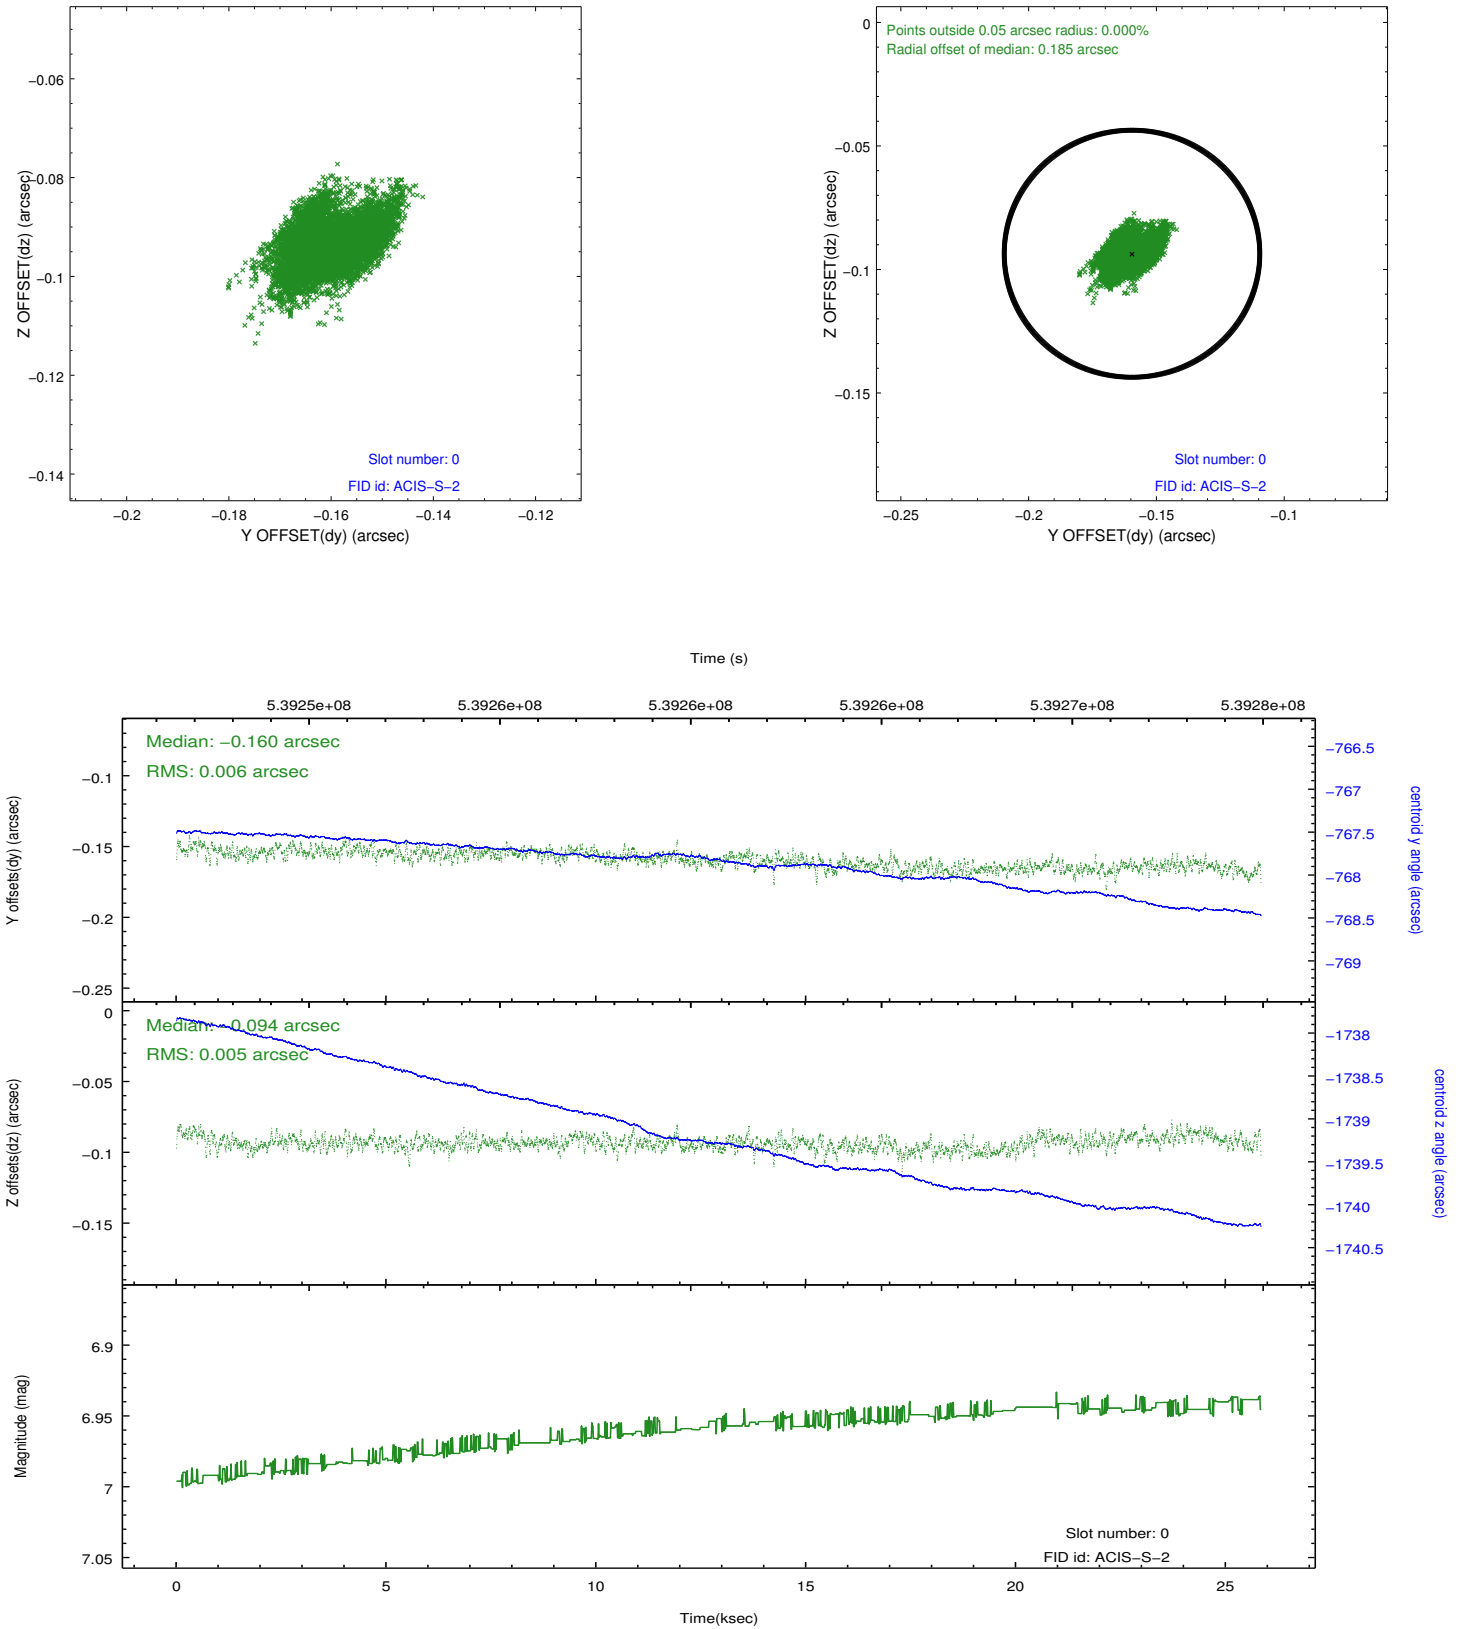 −0.06
−0.08
−0.1
−0.12
−0.14
Z OFFSET(dz) (arcsec)
−0.2 −0.18 −0.16 −0.14 −0.12
Y OFFSET(dy) (arcsec)
Slot number: 0
FID id: ACIS−S−2
Points outside 0.05 arcsec radius: 0.000%
Radial offset of median: 0.185 arcsec
0
−0.05
−0.1
−0.15
Z OFFSET(dz) (arcsec)
−0.25 −0.2 −0.15 −0.1
Y OFFSET(dy) (arcsec)
Slot number: 0
FID id: ACIS−S−2
Time (s)
5.3925e+08 5.3926e+08 5.3926e+08 5.3926e+08 5.3927e+08 5.3928e+08
Median: −0.160 arcsec
RMS: 0.006 arcsec
−0.1
−0.15
−0.2
−0.25
Y offsets(dy) (arcsec)
−766.5
−767
−767.5
−768
−768.5
−769
centroid y angle (arcsec)
Median: −0.094 arcsec
RMS: 0.005 arcsec
0
−0.05
−0.1
−0.15
Z offsets(dz) (arcsec)
−1738
−1738.5
−1739
−1739.5
−1740
−1740.5
centroid z angle (arcsec)
6.9
6.95
7
7.05
Magnitude (mag)
Slot number: 0
FID id: ACIS−S−2
0 5 10 15 20 25
Time(ksec)